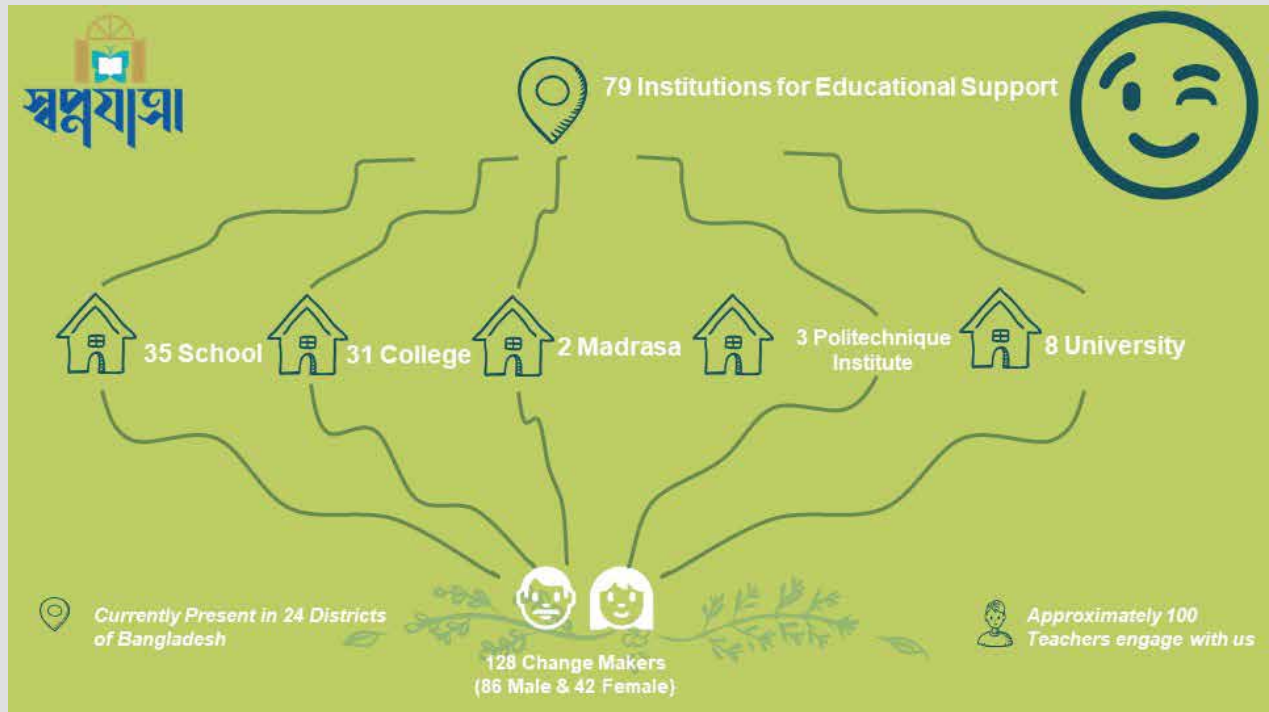 স্বপ্নযাত্রা
79 Institutions for Educational Support
35 School
31 College
2 Madrasa
3 Politechnique
Institute
8 University
Currently Present in 24 Districts
of Bangladesh
128 Change Makers
(86 Male & 42 Female)
Approximately 100
Teachers engage with us